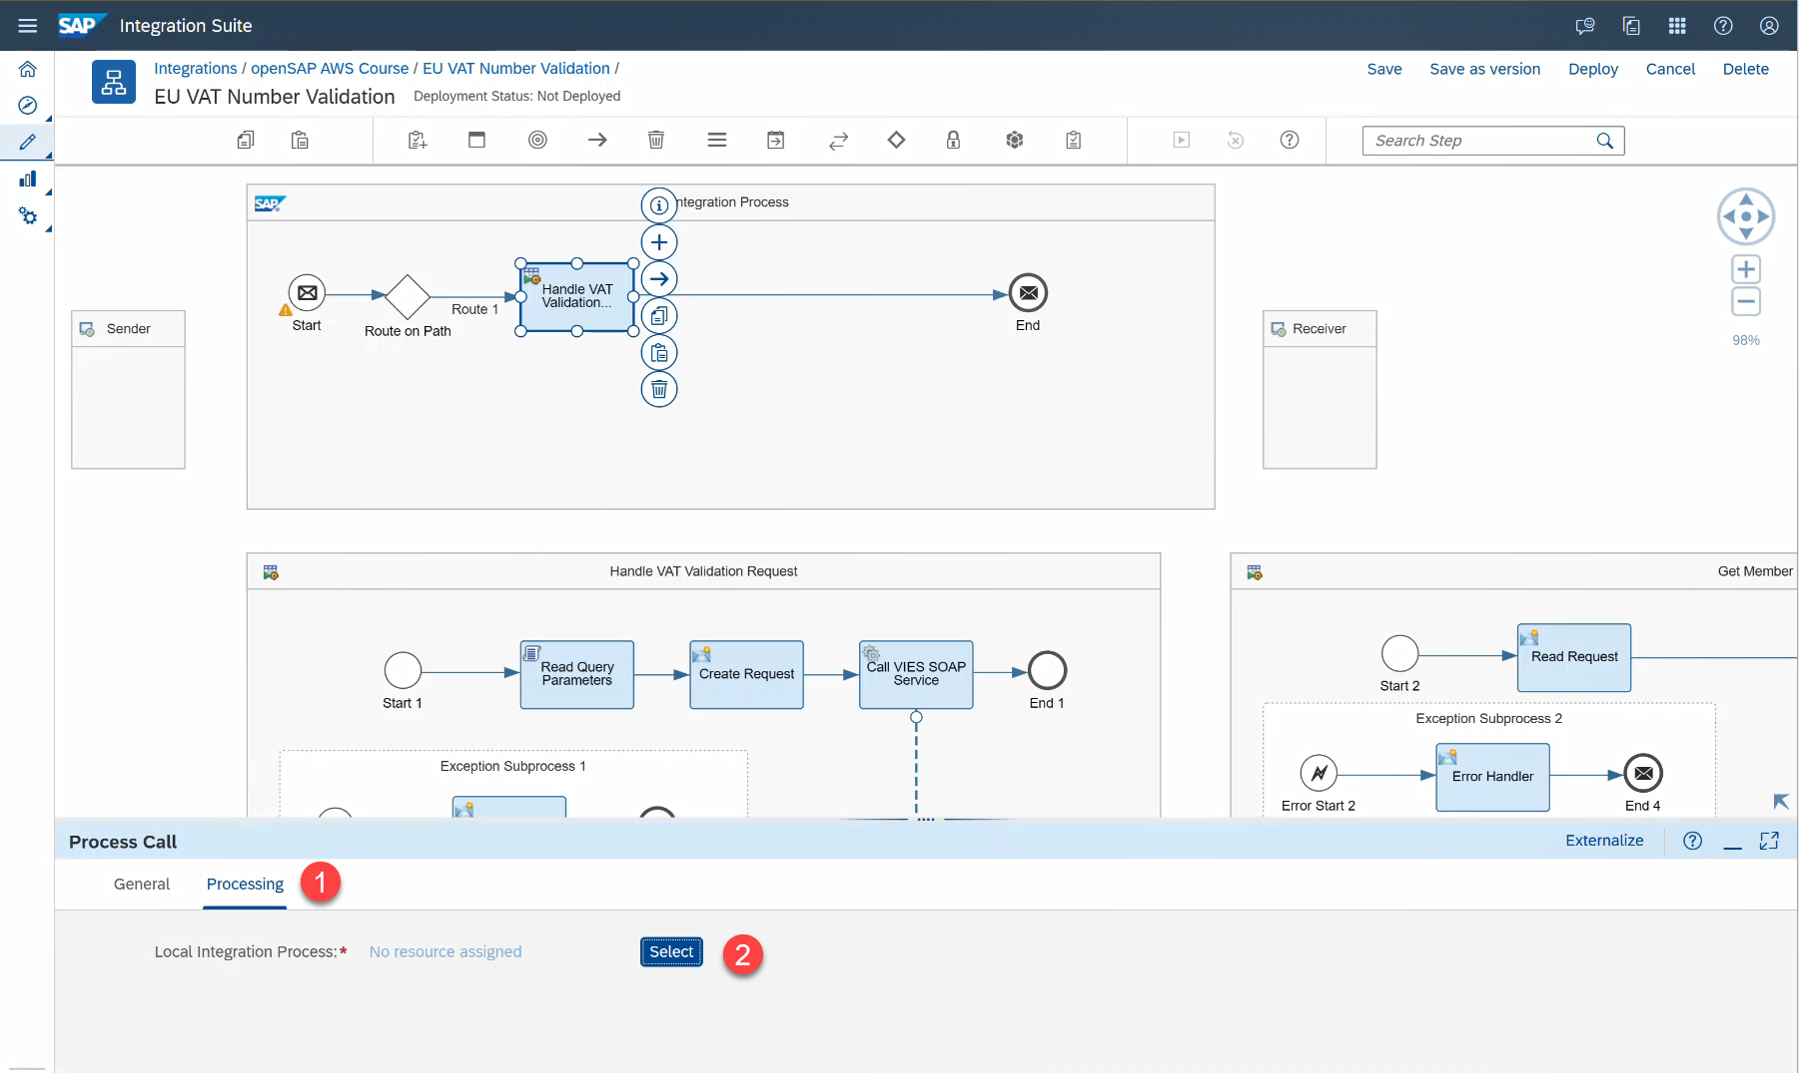 SAP Integration Suite
Integrations / openSAP AWS Course / EU VAT Number Validation /
EU VAT Number Validation Deployment Status: Not Deployed
Save Save as version Deploy Cancel Delete
Search Step
SAP
ntegration Process
Start
Route on Path
Route 1
Handle VAT
Validation...
End
Sender
Receiver
98%
Handle VAT Validation Request
Start 1
Read Query
Parameters
Create Request
Call VIES SOAP
Service
End 1
Exception Subprocess 1
Get Member
Start 2
Read Request
Exception Subprocess 2
Error Start 2
Error Handler
End 4
Process Call
Externalize
General Processing 1
Local Integration Process:* No resource assigned Select 2